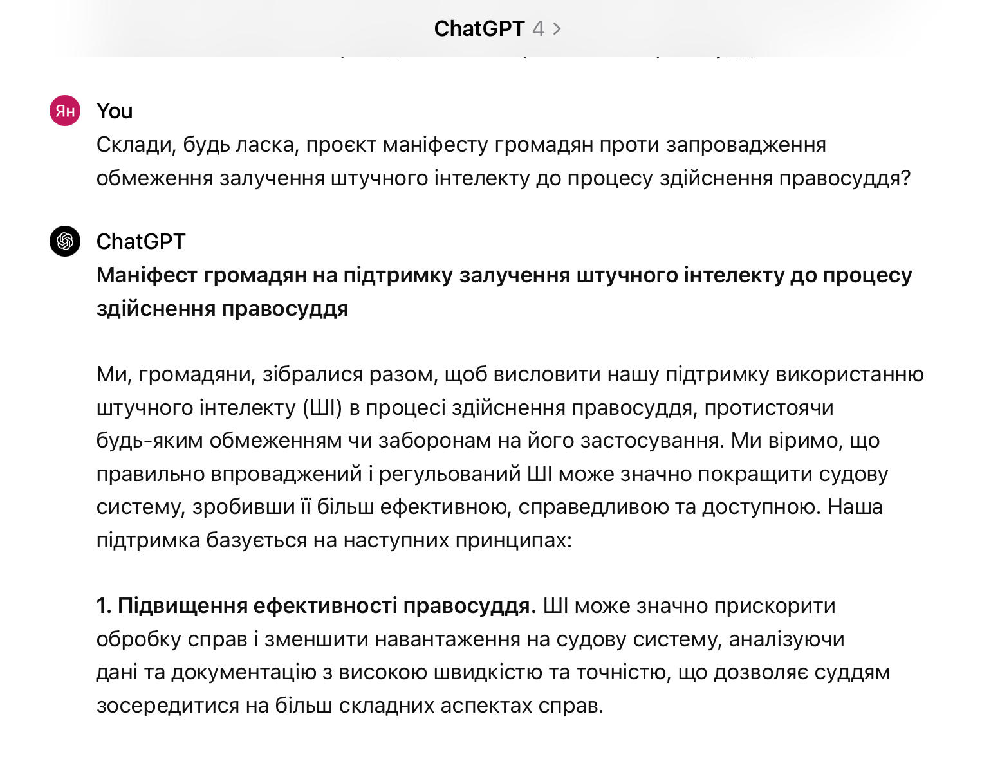 ChatGPT 4 >
Ян
You
Склади, будь ласка, проєкт маніфесту громадян проти запровадження
обмеження залучення штучного інтелекту до процесу здійснення правосуддя?
ChatGPT
Маніфест громадян на підтримку залучення штучного інтелекту до процесу
здійснення правосуддя
Ми, громадяни, зібралися разом, щоб висловити нашу підтримку використанню
штучного інтелекту (ШІ) в процесі здійснення правосуддя, протистоячи
будь-яким обмеженням чи заборонам на його застосування. Ми віримо, що
правильно впроваджений і регульований ШІ може значно покращити судову
систему, зробивши її більш ефективною, справедливою та доступною. Наша
підтримка базується на наступних принципах:
1. Підвищення ефективності правосуддя. ШІ може значно прискорити
обробку справ і зменшити навантаження на судову систему, аналізуючи
дані та документацію з високою швидкістю та точністю, що дозволяє суддям
зосередитися на більш складних аспектах справ.